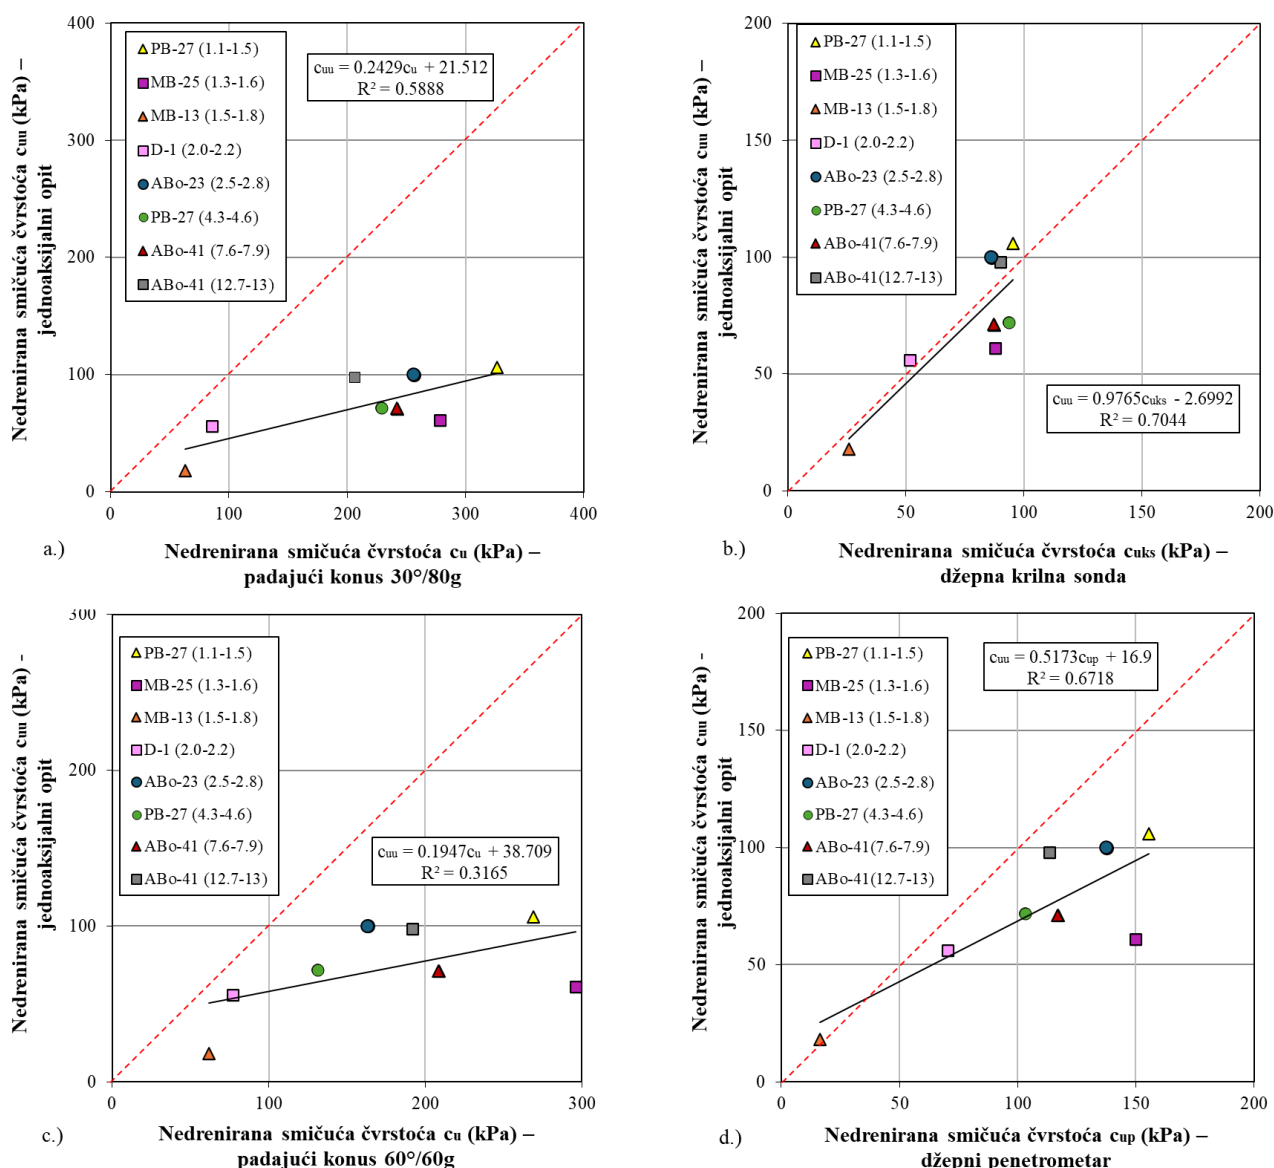 Nedrenirana smičuća čvrstoća cuu (kPa) –
jednoaksijalni opit
400
300
200
100
0
PB-27 (1.1-1.5)
MB-25 (1.3-1.6)
MB-13 (1.5-1.8)
D-1 (2.0-2.2)
ABo-23 (2.5-2.8)
PB-27 (4.3-4.6)
ABo-41 (7.6-7.9)
ABo-41 (12.7-13)
cuu = 0.2429cu + 21.512
R² = 0.5888
0 100 200 300 400
a.)
Nedrenirana smičuća čvrstoća cu (kPa) –
padajući konus 30°/80g
Nedrenirana smičuća čvrstoća cuu (kPa) –
jednoaksijalni opit
200
150
100
50
0
PB-27 (1.1-1.5)
MB-25 (1.3-1.6)
MB-13 (1.5-1.8)
D-1 (2.0-2.2)
ABo-23 (2.5-2.8)
PB-27 (4.3-4.6)
ABo-41(7.6-7.9)
ABo-41(12.7-13)
cuu = 0.9765cuks - 2.6992
R² = 0.7044
0 50 100 150 200
b.)
Nedrenirana smičuća čvrstoća cuks (kPa) –
džepna krilna sonda
Nedrenirana smičuća čvrstoća cuu (kPa) -
jednoaksijalni opit
300
200
100
0
PB-27 (1.1-1.5)
MB-25 (1.3-1.6)
MB-13 (1.5-1.8)
D-1 (2.0-2.2)
ABo-23 (2.5-2.8)
PB-27 (4.3-4.6)
ABo-41 (7.6-7.9)
ABo-41 (12.7-13)
cuu = 0.1947cu + 38.709
R² = 0.3165
0 100 200 300
c.)
Nedrenirana smičuća čvrstoća cu (kPa) –
padajući konus 60°/60g
Nedrenirana smičuća čvrstoća cuu (kPa) -
jednoaksijalni opit
200
150
100
50
0
PB-27 (1.1-1.5)
MB-25 (1.3-1.6)
MB-13 (1.5-1.8)
D-1 (2.0-2.2)
ABo-23 (2.5-2.8)
PB-27 (4.3-4.6)
ABo-41(7.6-7.9)
ABo-41(12.7-13)
cuu = 0.5173cup + 16.9
R² = 0.6718
0 50 100 150 200
d.)
Nedrenirana smičuća čvrstoća cup (kPa) –
džepni penetrometar